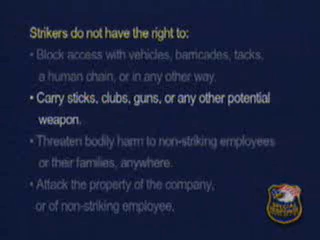 Strikers do not have the right to:
• Block access with vehicles, barricades, tacks,
a human chain, or in any other way.
• Carry sticks, clubs, guns, or any other potential
weapon.
• Threaten bodily harm to non-striking employees
or their families, anywhere.
• Attack the property of the company,
or of non-striking employee,
SPECIAL